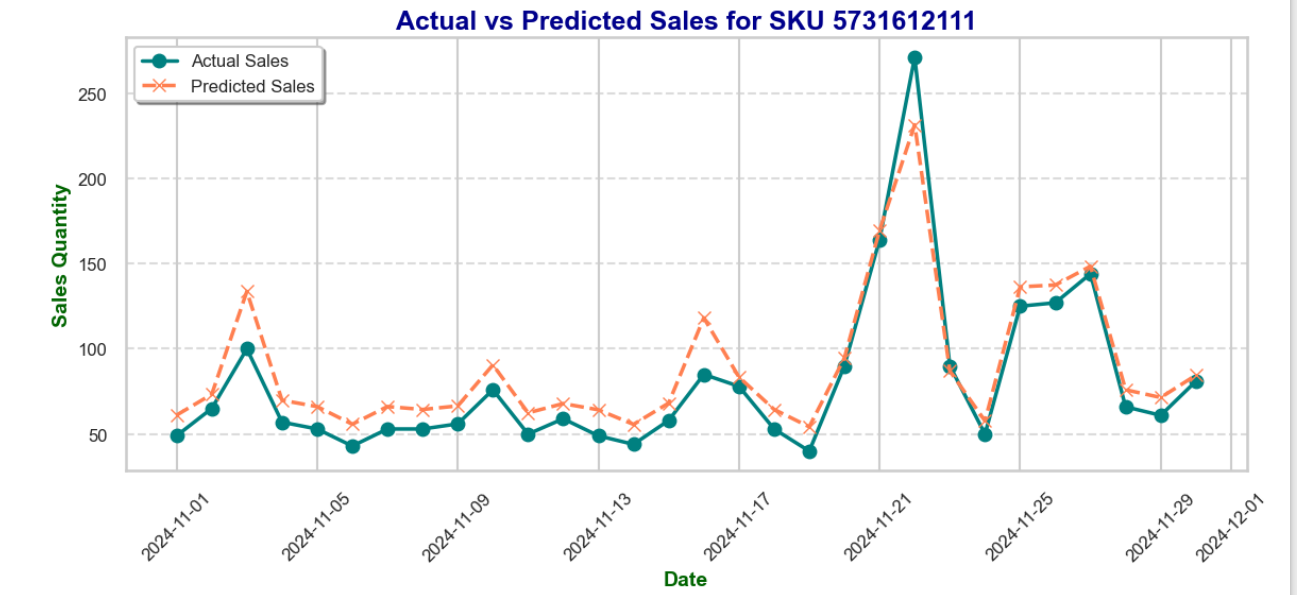 Actual vs Predicted Sales for SKU 5731612111
Actual Sales
Predicted Sales
250
200
150
100
50
Sales Quantity
2024-11-01
2024-11-05
2024-11-09
2024-11-13
2024-11-17
2024-11-21
2024-11-25
2024-11-29
2024-12-01
Date